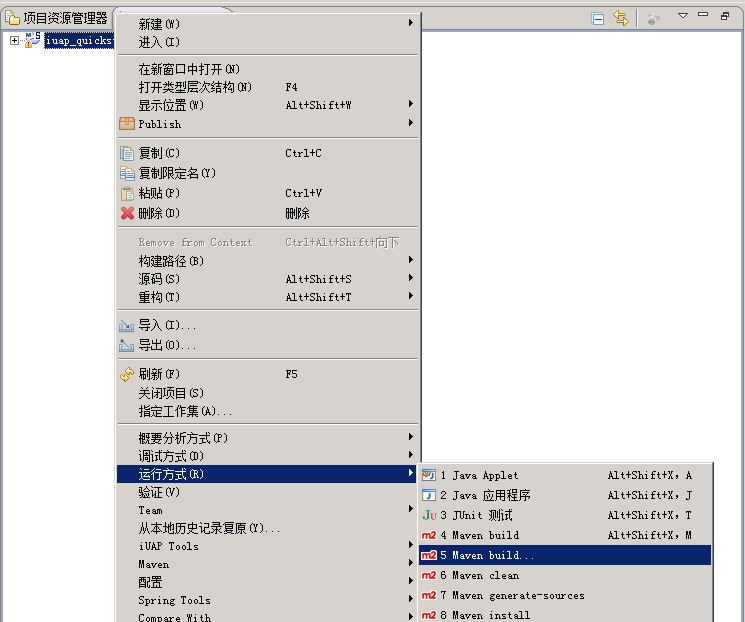 项目资源管理器
iuap_quicks
新建(W)
进入(I)
在新窗口中打开(N)
打开类型层次结构(N) F4
显示位置(W) Alt+Shift+W
Publish
复制(C) Ctrl+C
复制限定名(Y)
粘贴(P) Ctrl+V
删除(D) 删除
Remove from Context Ctrl+Alt+Shift+向下
构建路径(B)
源码(S) Alt+Shift+S
重构(T) Alt+Shift+T
导入(I)...
导出(O)...
刷新(F) F5
关闭项目(S)
指定工作集(A)...
概要分析方式(P)
调试方式(D)
运行方式(R)
验证(V)
Team
从本地历史记录复原(Y)...
iUAP Tools
Maven
配置
Spring Tools
Compare With
1 Java Applet Alt+Shift+X, A
2 Java 应用程序 Alt+Shift+X, J
Ju 3 JUnit 测试 Alt+Shift+X, T
m2 4 Maven build Alt+Shift+X, M
m2 5 Maven build...
m2 6 Maven clean
m2 7 Maven generate-sources
m2 8 Maven install